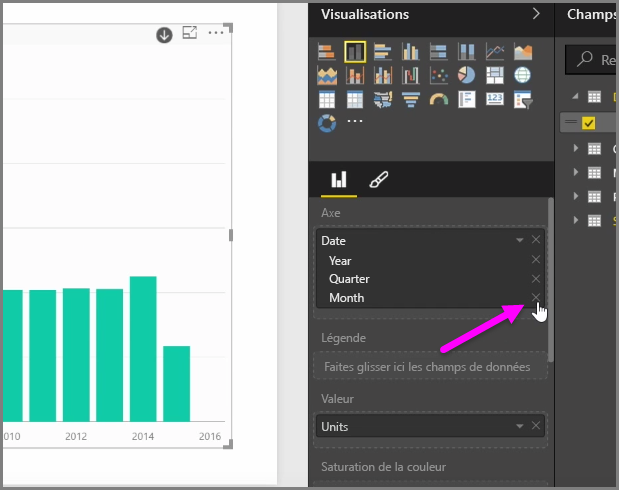 Visualisations
Champs
Re
123
Axe
Date
Year
Quarter
Month
Légende
Faites glisser ici les champs de données
Valeur
Units
Saturation de la couleur
010 2012 2014 2016